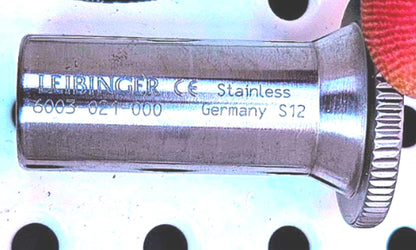 LEIBINGER CE Stainless
6003-021-000 Germany S12